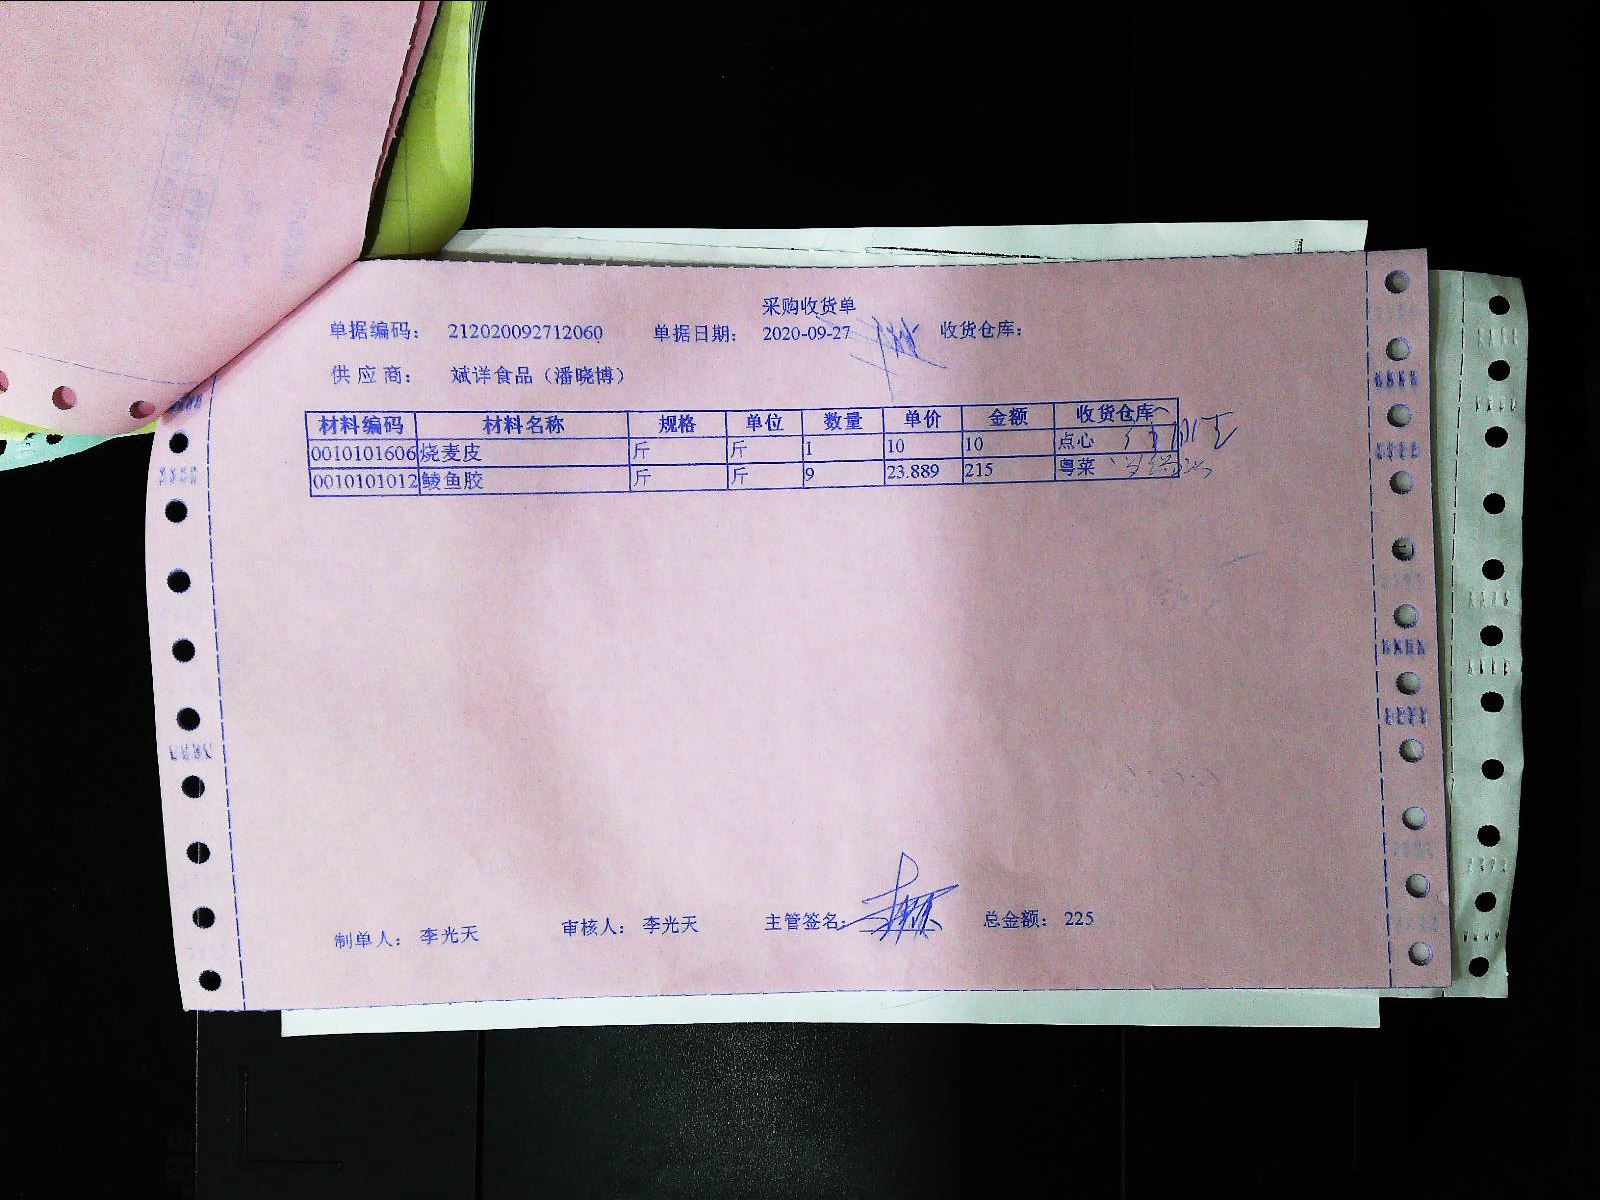 采购收货单
单据编码： 212020092712060 单据日期： 2020-09-27 收货仓库：
供 应 商： 斌详食品（潘晓博）
材料编码 材料名称 规格 单位 数量 单价 金额 收货仓库
0010101606 烧麦皮 斤 斤 1 10 10 点心
0010101012 鲮鱼胶 斤 斤 9 23.889 215 粤菜
制单人： 李光天 审核人： 李光天 主管签名： 总金额： 225